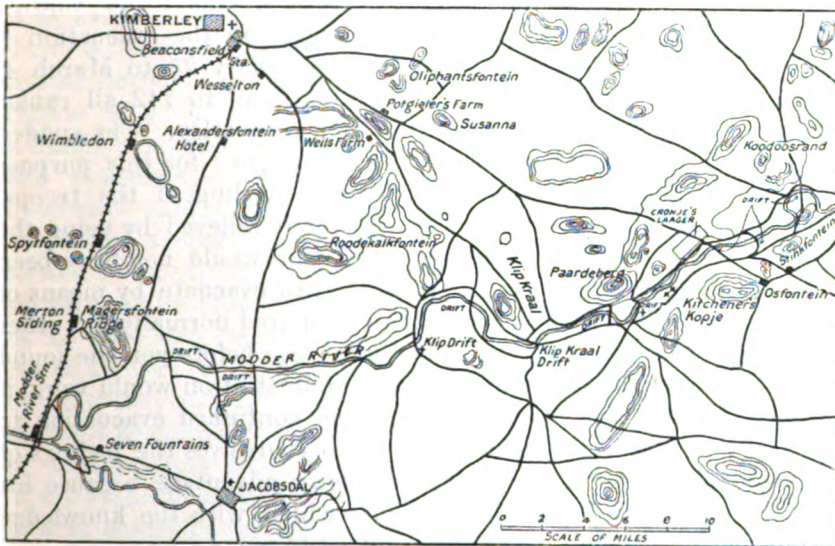 KIMBERLEY
Beaconsfield
Sta.
Wesselton
Oliphantsfontein
Potgieter's Farm
Susanna
Wimbledon
Alexandersfontein
Hotel
Weils Farm
Koodoosrand
DRIFT
CRONJE'S
LAAGER
Spytfontein
Roodekalkfontein
Klip Kraal
Paardeberg
Stinkfontein
Osfontein
Kitchener's
Kopje
DRIFT
Merton
Siding
Magersfontein
Ridge
DRIFT
MODDER RIVER
DRIFT
DRIFT
DRIFT
Klip Drift
Klip Kraal
Drift
Modder
River Stn.
Seven Fountains
JACOBSDAL
0 2 4 6 8 10
SCALE OF MILES